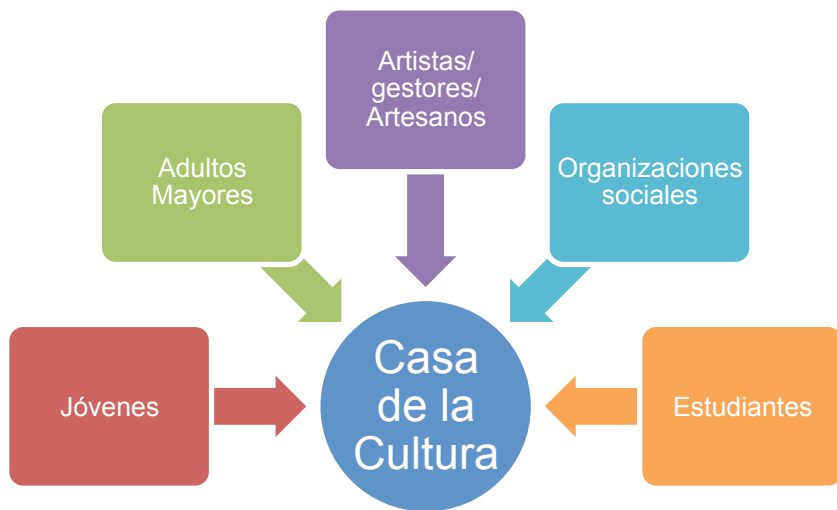 Artistas/
gestores/
Artesanos
Adultos
Mayores
Organizaciones
sociales
Jóvenes
Casa
de la
Cultura
Estudiantes